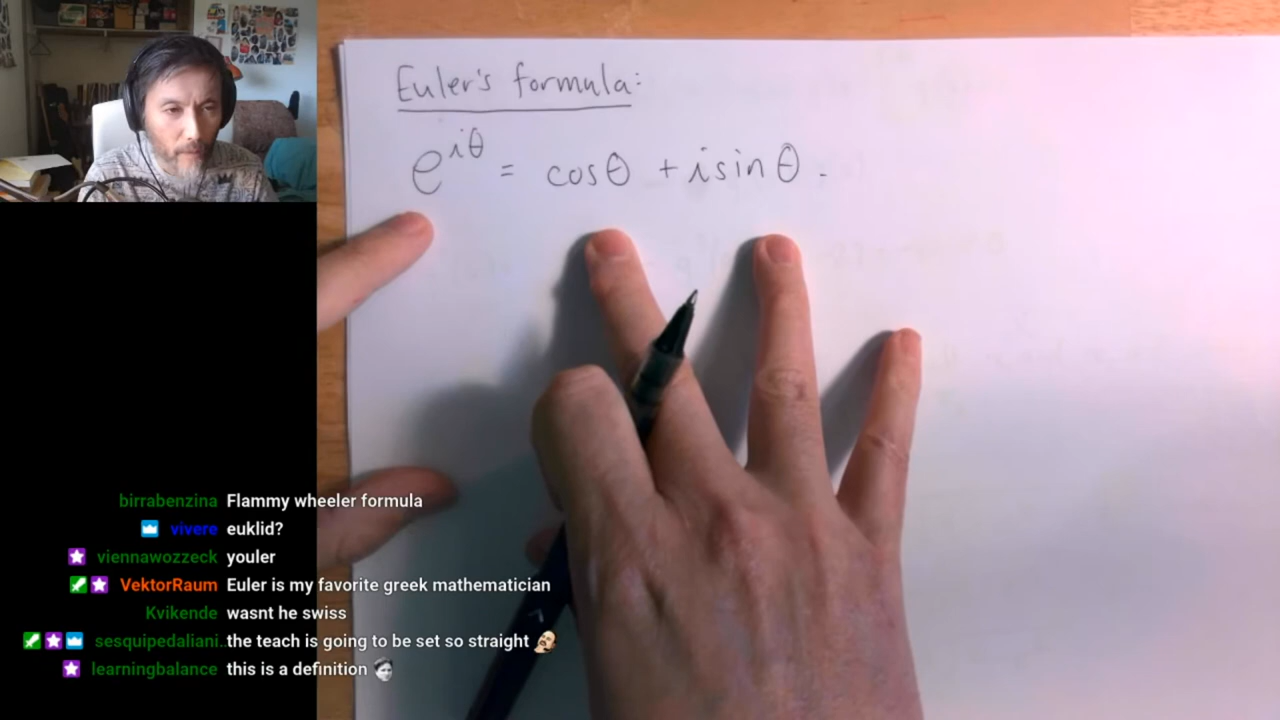 Euler's formula:
e^{iθ} = cosθ + i sin θ.
birrabenzina Flammy wheeler formula
vivere euklid?
viennawozzeck youler
VektorRaum Euler is my favorite greek mathematician
Kvikende wasnt he swiss
sesquipedaliani.. the teach is going to be set so straight
learningbalance this is a definition